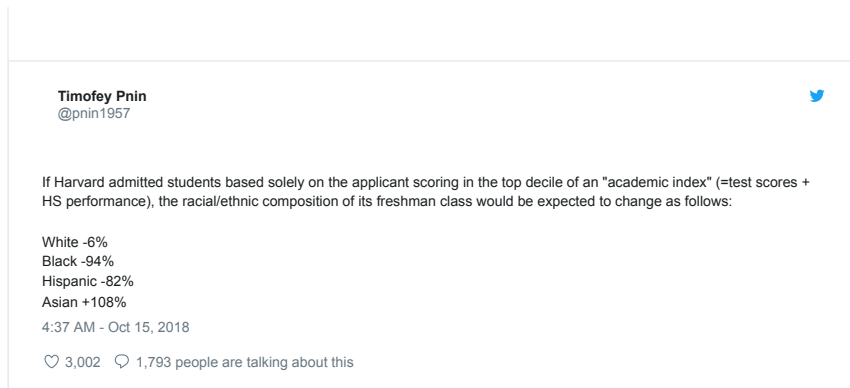 Timofey Pnin
@pnin1957
If Harvard admitted students based solely on the applicant scoring in the top decile of an "academic index" (=test scores +
HS performance), the racial/ethnic composition of its freshman class would be expected to change as follows:
White -6%
Black -94%
Hispanic -82%
Asian +108%
4:37 AM - Oct 15, 2018
3,002 1,793 people are talking about this